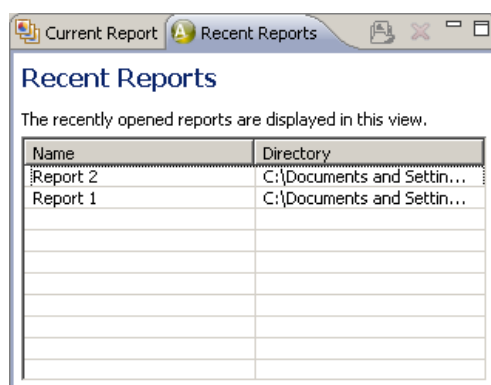 Current Report Recent Reports
Recent Reports
The recently opened reports are displayed in this view.
Name Directory
Report 2 C:\Documents and Settin...
Report 1 C:\Documents and Settin...